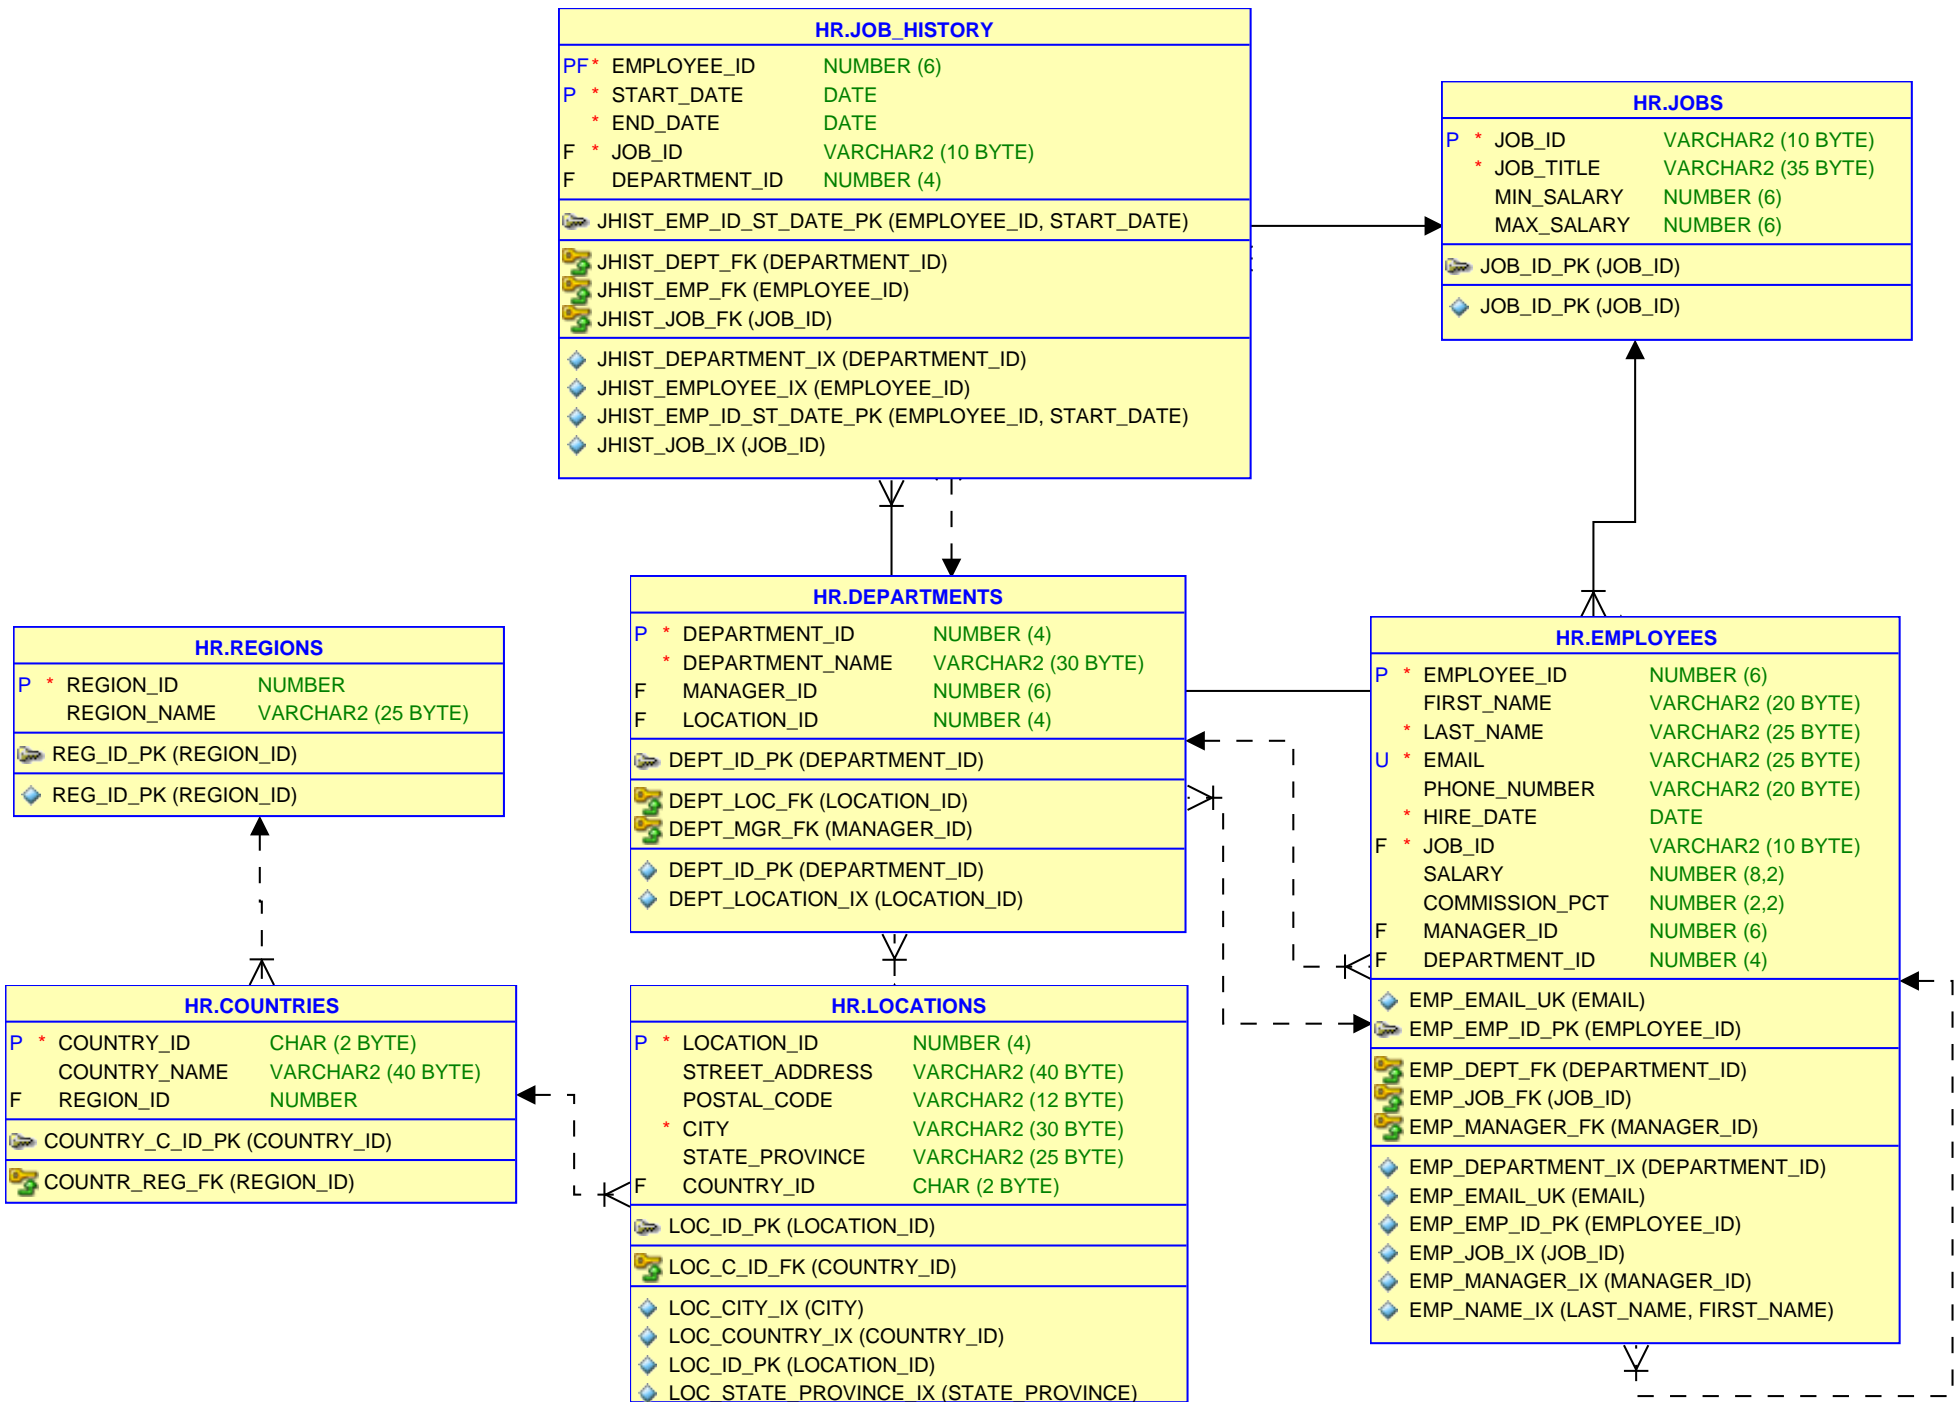 HR.JOB_HISTORY
PF * EMPLOYEE_ID NUMBER (6)
P * START_DATE DATE
* END_DATE DATE
F * JOB_ID VARCHAR2 (10 BYTE)
F DEPARTMENT_ID NUMBER (4)
JHIST_EMP_ID_ST_DATE_PK (EMPLOYEE_ID, START_DATE)
JHIST_DEPT_FK (DEPARTMENT_ID)
JHIST_EMP_FK (EMPLOYEE_ID)
JHIST_JOB_FK (JOB_ID)
JHIST_DEPARTMENT_IX (DEPARTMENT_ID)
JHIST_EMPLOYEE_IX (EMPLOYEE_ID)
JHIST_EMP_ID_ST_DATE_PK (EMPLOYEE_ID, START_DATE)
JHIST_JOB_IX (JOB_ID)
HR.JOBS
P * JOB_ID VARCHAR2 (10 BYTE)
* JOB_TITLE VARCHAR2 (35 BYTE)
MIN_SALARY NUMBER (6)
MAX_SALARY NUMBER (6)
JOB_ID_PK (JOB_ID)
JOB_ID_PK (JOB_ID)
HR.REGIONS
P * REGION_ID NUMBER
REGION_NAME VARCHAR2 (25 BYTE)
REG_ID_PK (REGION_ID)
REG_ID_PK (REGION_ID)
HR.DEPARTMENTS
P * DEPARTMENT_ID NUMBER (4)
* DEPARTMENT_NAME VARCHAR2 (30 BYTE)
F MANAGER_ID NUMBER (6)
F LOCATION_ID NUMBER (4)
DEPT_ID_PK (DEPARTMENT_ID)
DEPT_LOC_FK (LOCATION_ID)
DEPT_MGR_FK (MANAGER_ID)
DEPT_ID_PK (DEPARTMENT_ID)
DEPT_LOCATION_IX (LOCATION_ID)
HR.EMPLOYEES
P * EMPLOYEE_ID NUMBER (6)
FIRST_NAME VARCHAR2 (20 BYTE)
* LAST_NAME VARCHAR2 (25 BYTE)
U * EMAIL VARCHAR2 (25 BYTE)
PHONE_NUMBER VARCHAR2 (20 BYTE)
* HIRE_DATE DATE
F * JOB_ID VARCHAR2 (10 BYTE)
SALARY NUMBER (8,2)
COMMISSION_PCT NUMBER (2,2)
F MANAGER_ID NUMBER (6)
F DEPARTMENT_ID NUMBER (4)
EMP_EMAIL_UK (EMAIL)
EMP_EMP_ID_PK (EMPLOYEE_ID)
EMP_DEPT_FK (DEPARTMENT_ID)
EMP_JOB_FK (JOB_ID)
EMP_MANAGER_FK (MANAGER_ID)
EMP_DEPARTMENT_IX (DEPARTMENT_ID)
EMP_EMAIL_UK (EMAIL)
EMP_EMP_ID_PK (EMPLOYEE_ID)
EMP_JOB_IX (JOB_ID)
EMP_MANAGER_IX (MANAGER_ID)
EMP_NAME_IX (LAST_NAME, FIRST_NAME)
HR.COUNTRIES
P * COUNTRY_ID CHAR (2 BYTE)
COUNTRY_NAME VARCHAR2 (40 BYTE)
F REGION_ID NUMBER
COUNTRY_C_ID_PK (COUNTRY_ID)
COUNTR_REG_FK (REGION_ID)
HR.LOCATIONS
P * LOCATION_ID NUMBER (4)
STREET_ADDRESS VARCHAR2 (40 BYTE)
POSTAL_CODE VARCHAR2 (12 BYTE)
* CITY VARCHAR2 (30 BYTE)
STATE_PROVINCE VARCHAR2 (25 BYTE)
F COUNTRY_ID CHAR (2 BYTE)
LOC_ID_PK (LOCATION_ID)
LOC_C_ID_FK (COUNTRY_ID)
LOC_CITY_IX (CITY)
LOC_COUNTRY_IX (COUNTRY_ID)
LOC_ID_PK (LOCATION_ID)
LOC_STATE_PROVINCE_IX (STATE_PROVINCE)